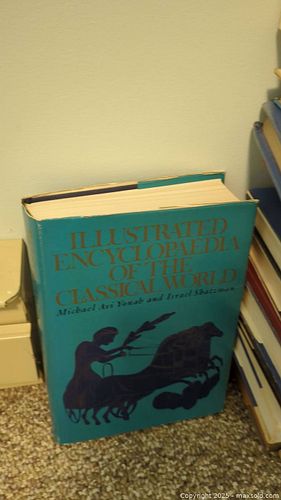 ILLUSTRATED
ENCYCLOPAEDIA
OF THE
CLASSICAL WORLD
Michael Avi Yonah and Israel Shatzman
Copyright © 2025 - maxsold.com